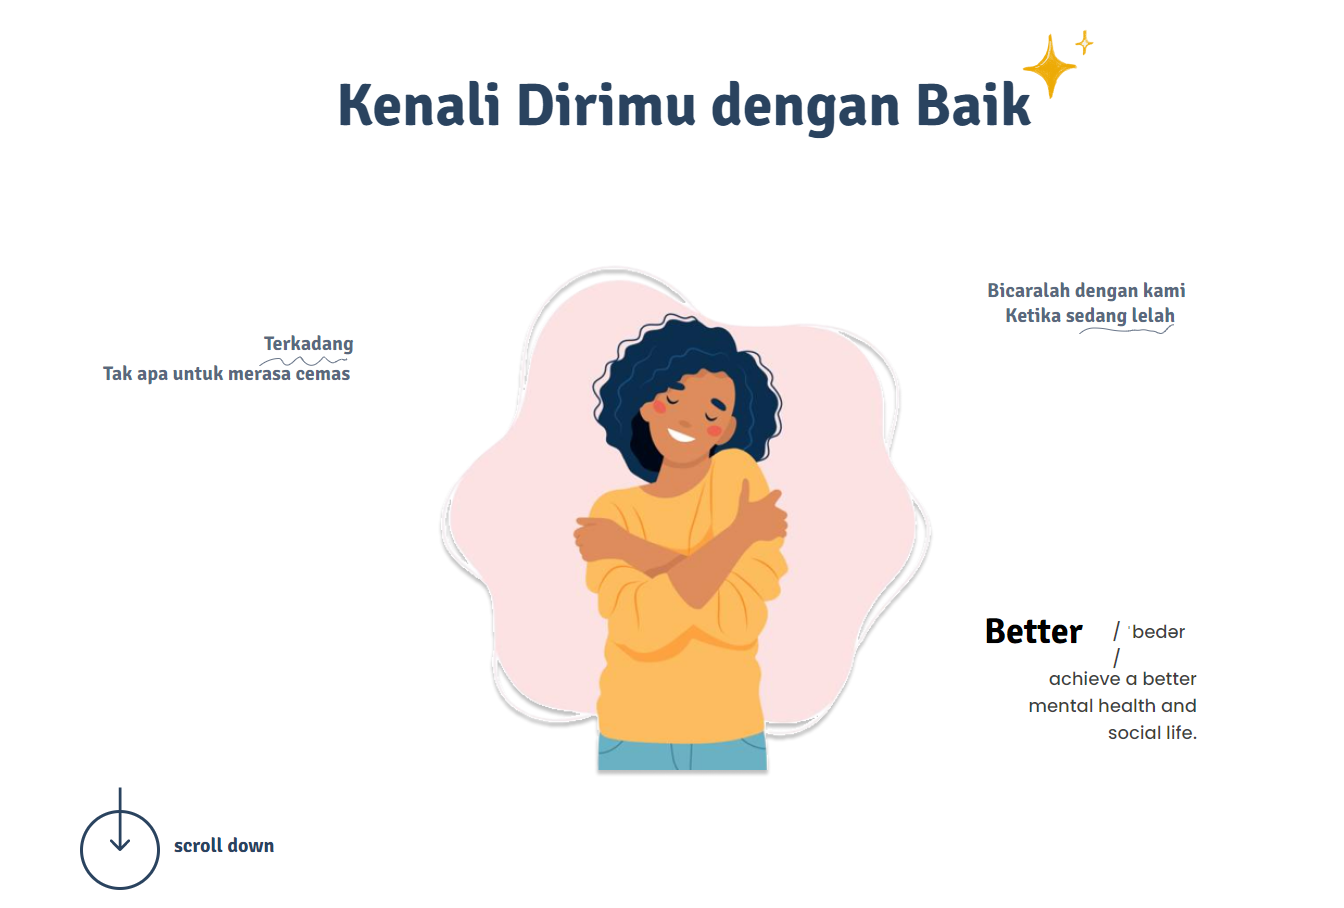 Kenali Dirimu dengan Baik
Terkadang
Tak apa untuk merasa cemas
Bicaralah dengan kami
Ketika sedang lelah
Better / ˈbedər
/
achieve a better
mental health and
social life.
scroll down